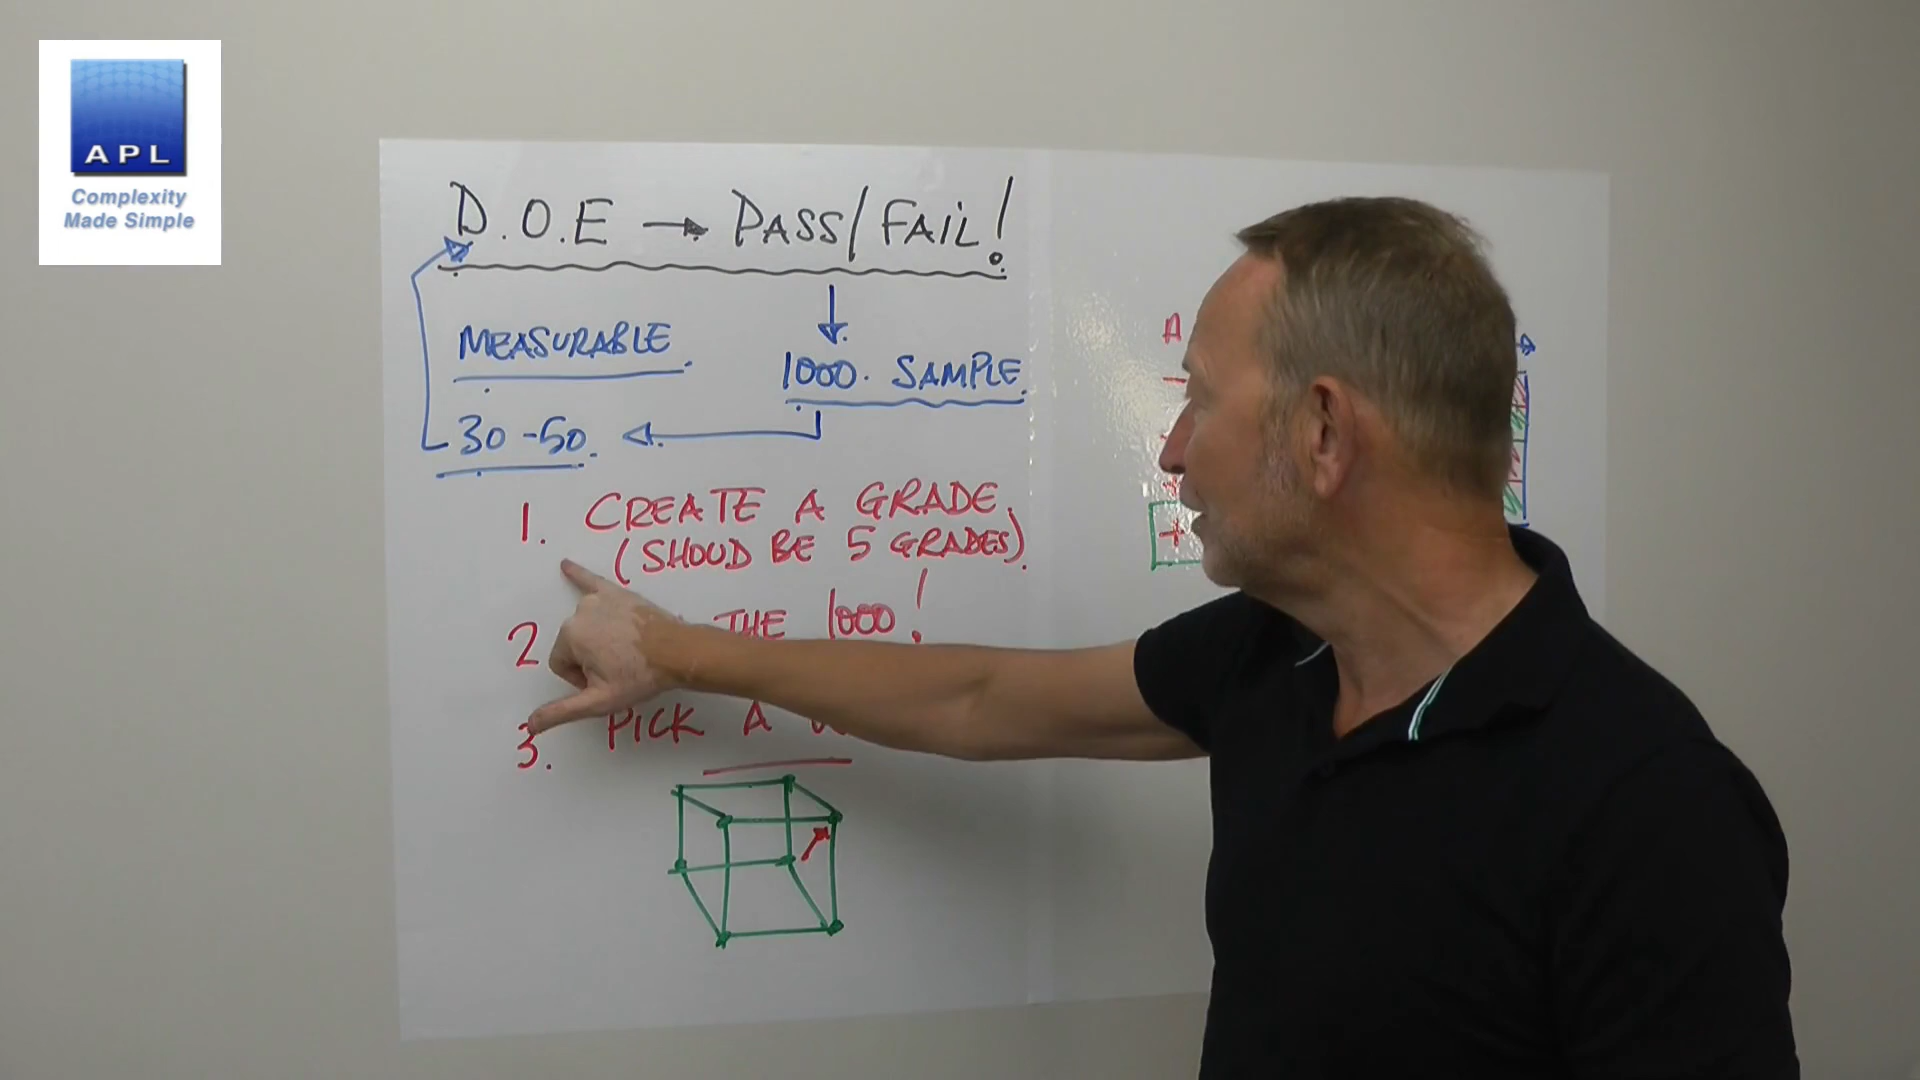 APL
Complexity
Made Simple
D.O.E → PASS/FAIL!
MEASURABLE
1000. SAMPLE
30-50.
1. CREATE A GRADE.
(SHOUD BE 5 GRADES).
2 THE 1000!
3. PICK A
A
-
+
+